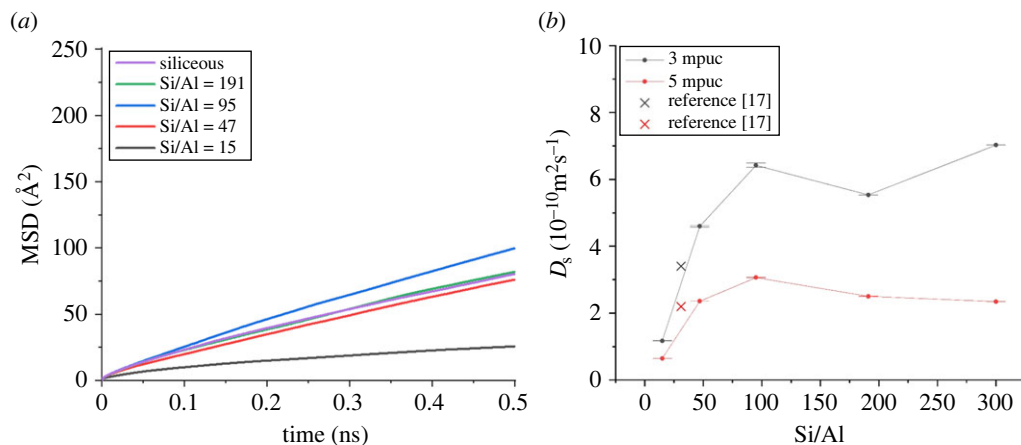 (a)
250
200
150
100
50
0
MSD (Å²)
siliceous
Si/Al = 191
Si/Al = 95
Si/Al = 47
Si/Al = 15
0 0.1 0.2 0.3 0.4 0.5
time (ns)
(b)
10
8
6
4
2
0
Dₛ (10⁻¹⁰m²s⁻¹)
3 mpuc
5 mpuc
reference [17]
reference [17]
0 50 100 150 200 250 300
Si/Al